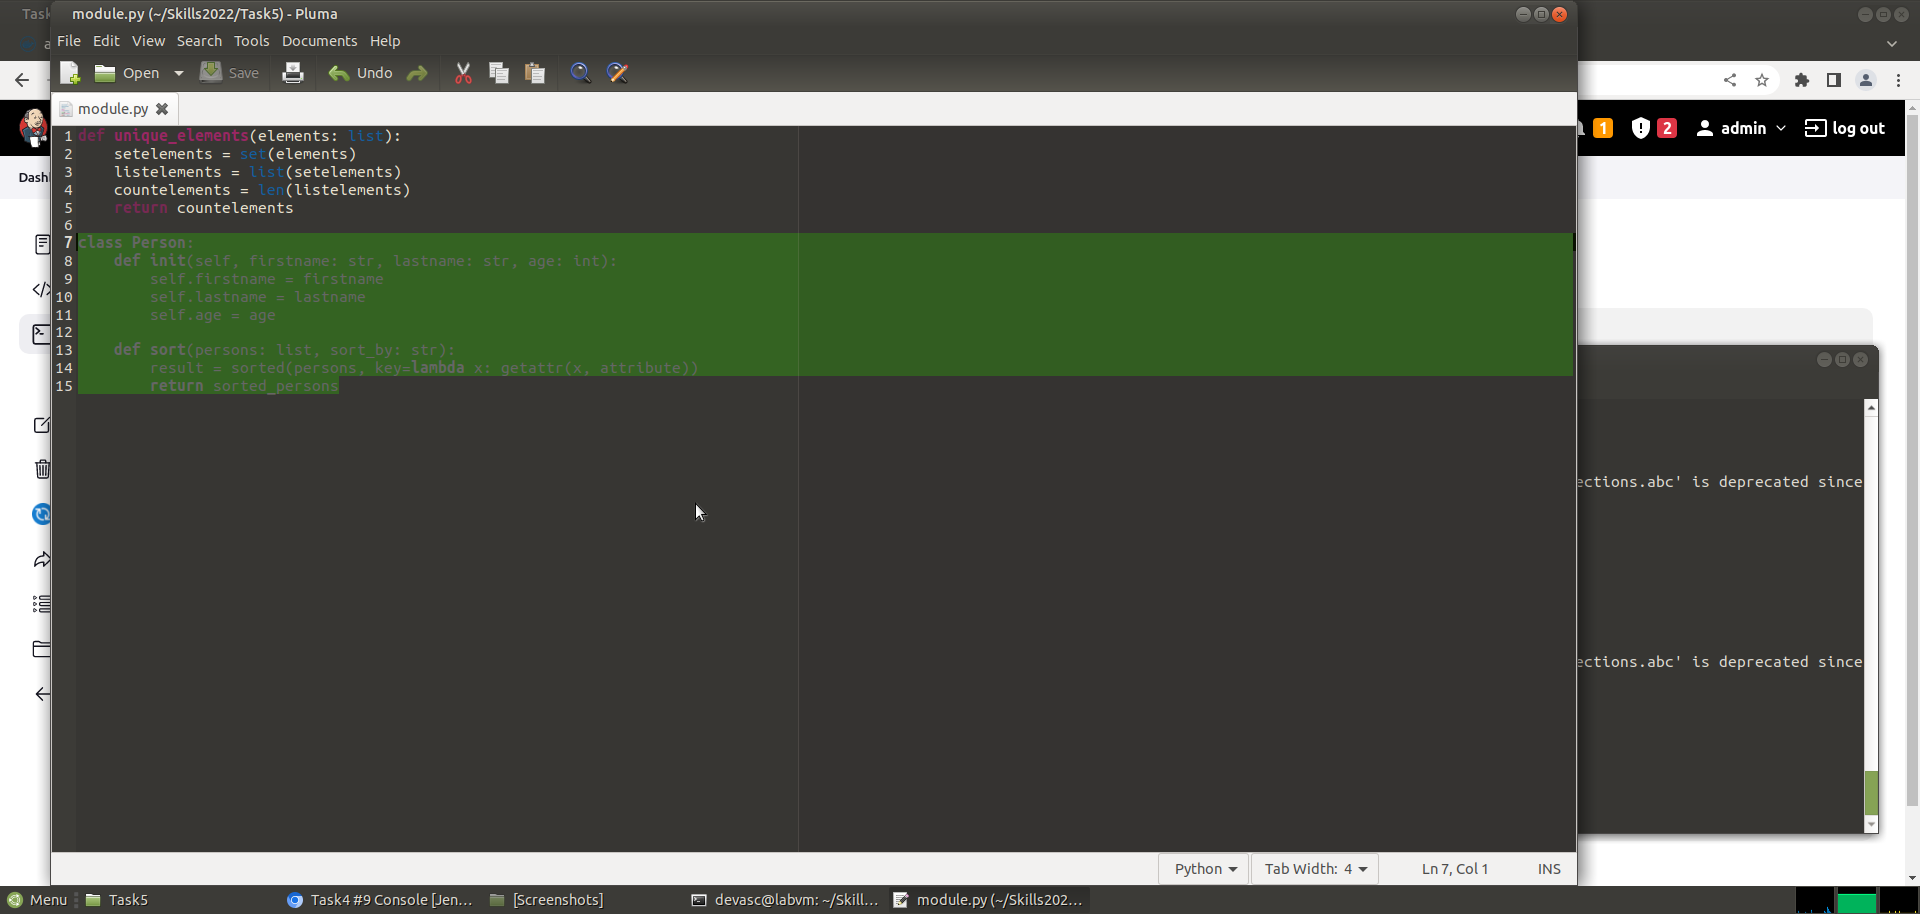 Task
module.py (~/Skills2022/Task5) - Pluma
File Edit View Search Tools Documents Help
Open Save Undo
module.py
1 def unique_elements(elements: list):
2     setelements = set(elements)
3     listelements = list(setelements)
4     countelements = len(listelements)
5     return countelements
6
7 class Person:
8     def init(self, firstname: str, lastname: str, age: int):
9         self.firstname = firstname
10         self.lastname = lastname
11         self.age = age
12
13     def sort(persons: list, sort_by: str):
14         result = sorted(persons, key=lambda x: getattr(x, attribute))
15         return sorted_persons
1 2 admin log out
Dash
ections.abc' is deprecated since
ections.abc' is deprecated since
Python Tab Width: 4 Ln 7, Col 1 INS
Menu Task5 Task4 #9 Console [Jen... [Screenshots] devasc@labvm: ~/Skill... module.py (~/Skills202...